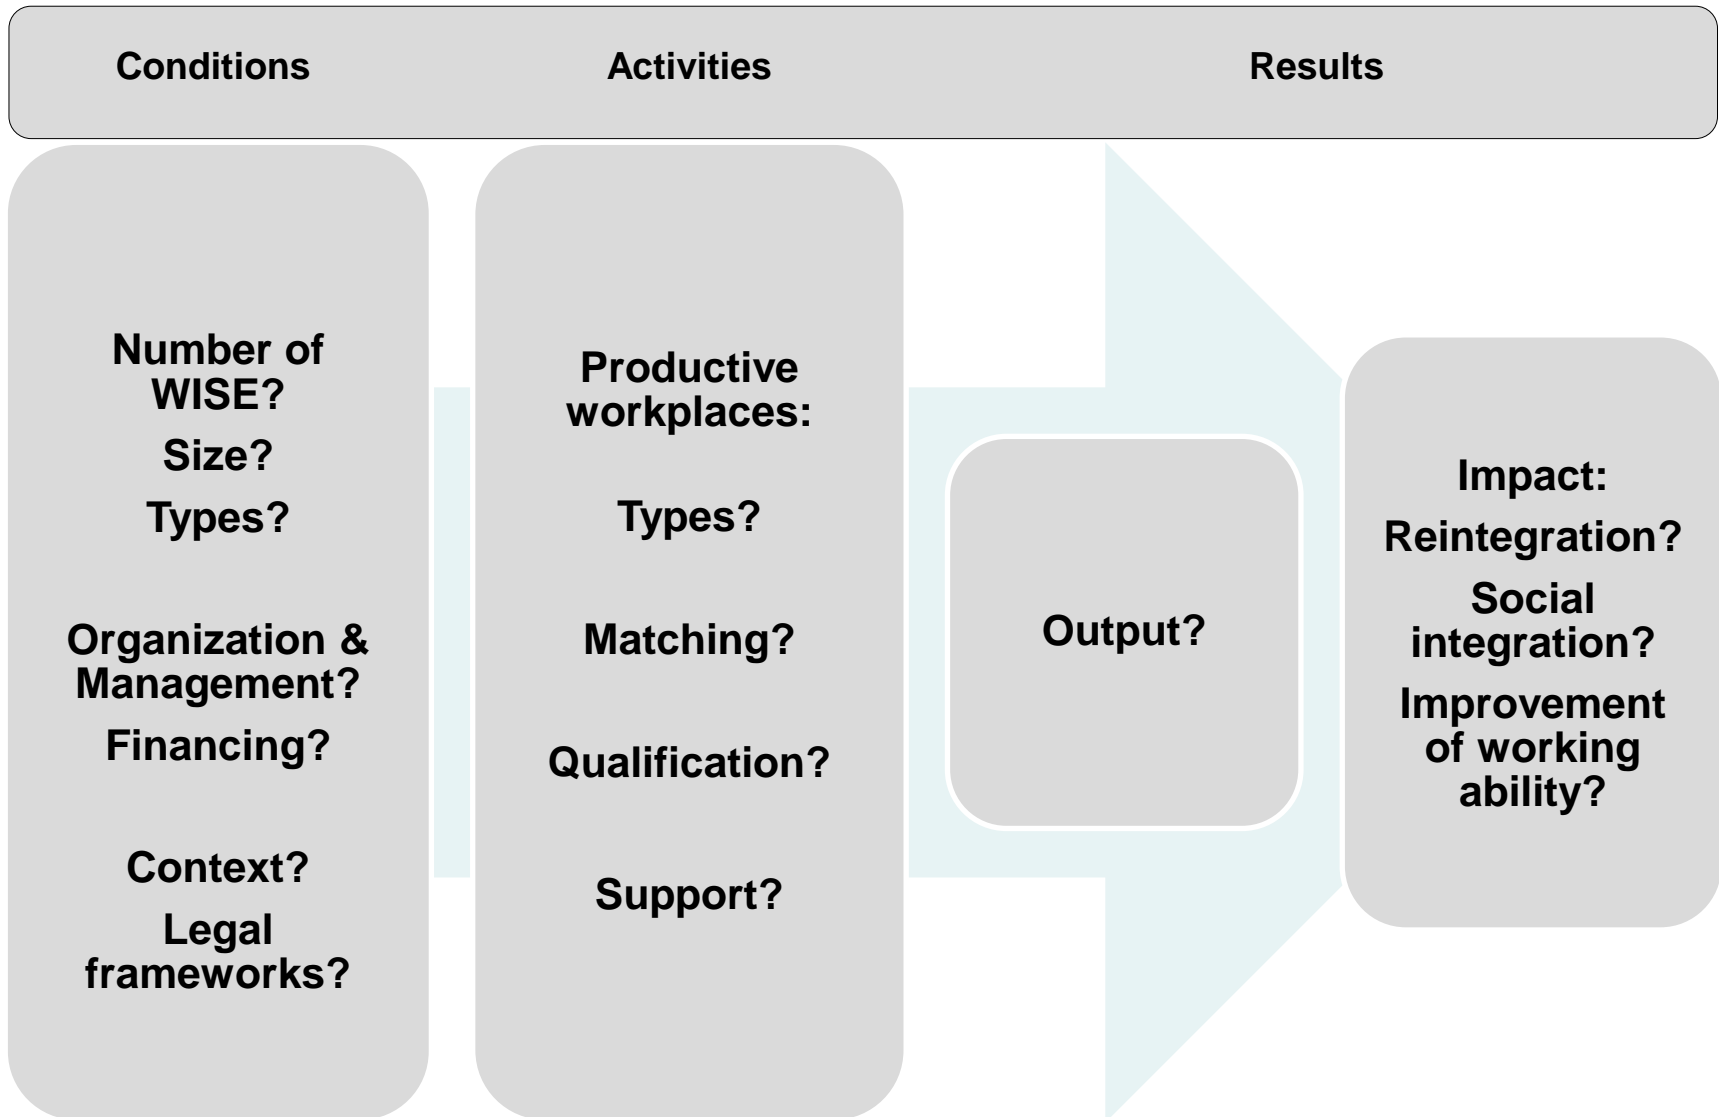 Conditions
Activities
Results
Number of
WISE?
Size?
Types?
Organization &
Management?
Financing?
Context?
Legal
frameworks?
Productive
workplaces:
Types?
Matching?
Qualification?
Support?
Output?
Impact:
Reintegration?
Social
integration?
Improvement
of working
ability?